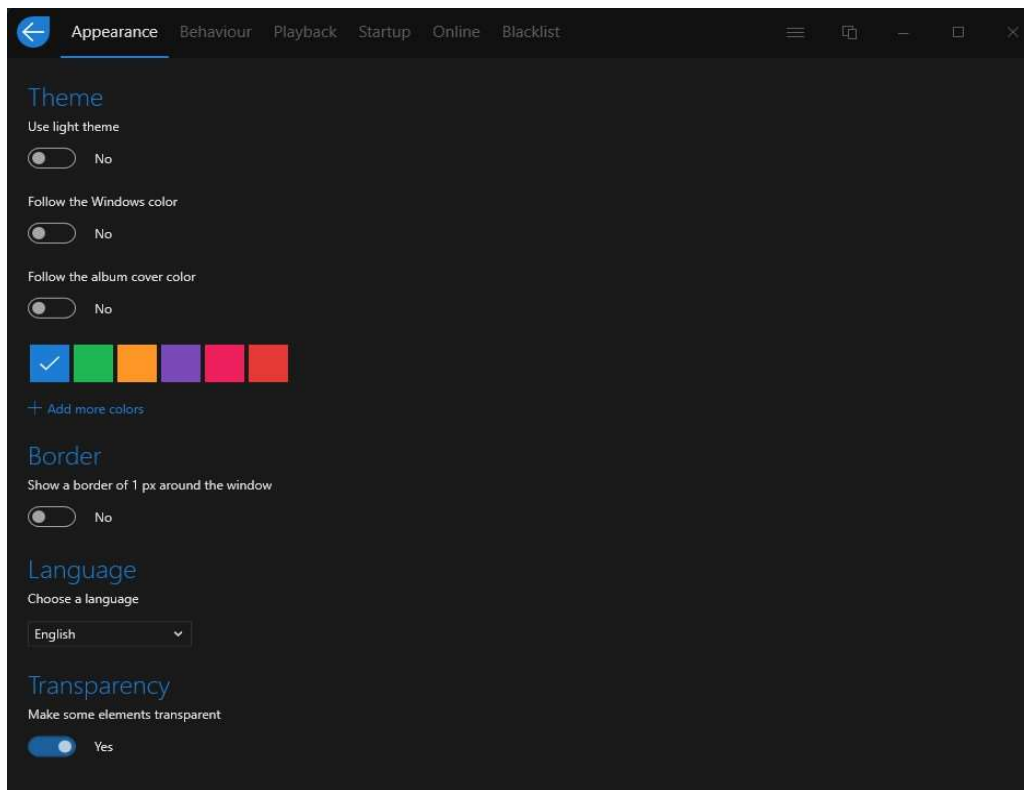 Appearance Behaviour Playback Startup Online Blacklist
Theme
Use light theme
No
Follow the Windows color
No
Follow the album cover color
No
Add more colors
Border
Show a border of 1 px around the window
No
Language
Choose a language
English
Transparency
Make some elements transparent
Yes